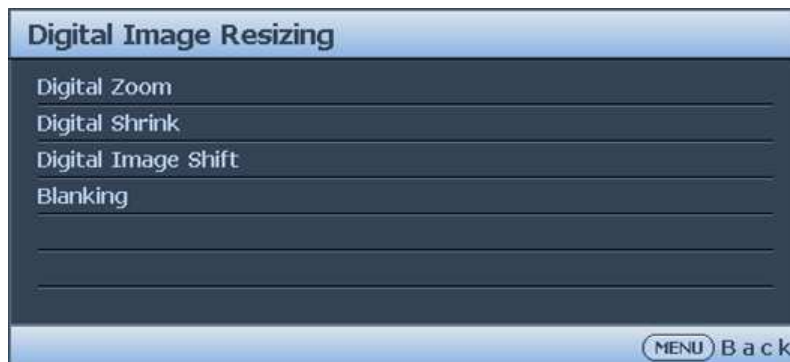 Digital Image Resizing
Digital Zoom
Digital Shrink
Digital Image Shift
Blanking
MENU Back